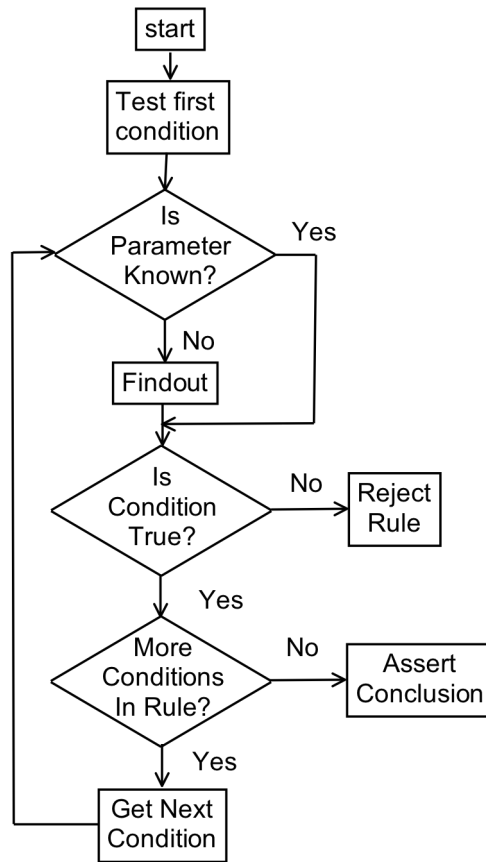 start
Test first
condition
Is
Parameter
Known?
Yes
No
Findout
Is
Condition
True?
No
Reject
Rule
Yes
More
Conditions
In Rule?
No
Assert
Conclusion
Yes
Get Next
Condition